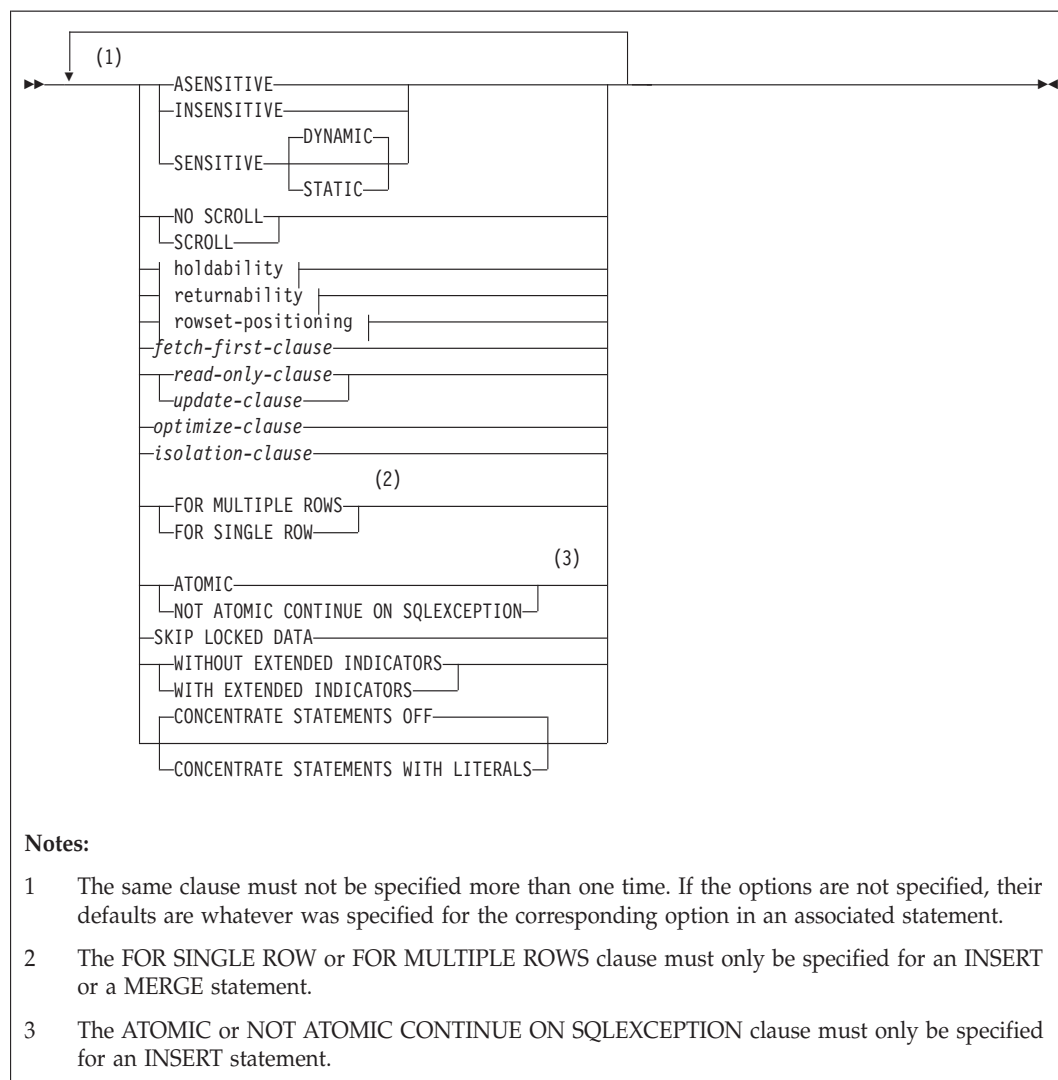 (1)
ASENSITIVE
INSENSITIVE
DYNAMIC
SENSITIVE
STATIC
NO SCROLL
SCROLL
holdability
returnability
rowset-positioning
fetch-first-clause
read-only-clause
update-clause
optimize-clause
isolation-clause
(2)
FOR MULTIPLE ROWS
FOR SINGLE ROW
(3)
ATOMIC
NOT ATOMIC CONTINUE ON SQLEXCEPTION
SKIP LOCKED DATA
WITHOUT EXTENDED INDICATORS
WITH EXTENDED INDICATORS
CONCENTRATE STATEMENTS OFF
CONCENTRATE STATEMENTS WITH LITERALS
Notes:
1 The same clause must not be specified more than one time. If the options are not specified, their
defaults are whatever was specified for the corresponding option in an associated statement.
2 The FOR SINGLE ROW or FOR MULTIPLE ROWS clause must only be specified for an INSERT
or a MERGE statement.
3 The ATOMIC or NOT ATOMIC CONTINUE ON SQLEXCEPTION clause must only be specified
for an INSERT statement.